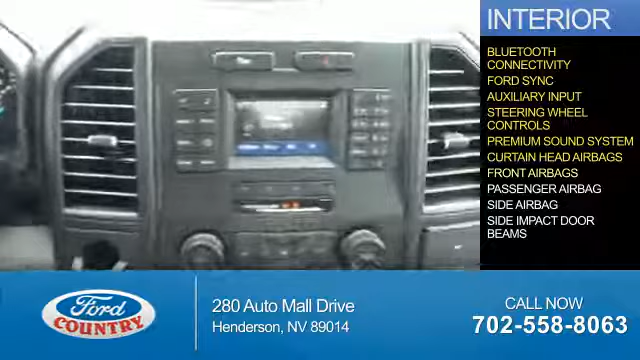 INTERIOR
BLUETOOTH
CONNECTIVITY
FORD SYNC
AUXILIARY INPUT
STEERING WHEEL
CONTROLS
PREMIUM SOUND SYSTEM
CURTAIN HEAD AIRBAGS
FRONT AIRBAGS
PASSENGER AIRBAG
SIDE AIRBAG
SIDE IMPACT DOOR
BEAMS
Ford
COUNTRY
280 Auto Mall Drive
Henderson, NV 89014
CALL NOW
702-558-8063